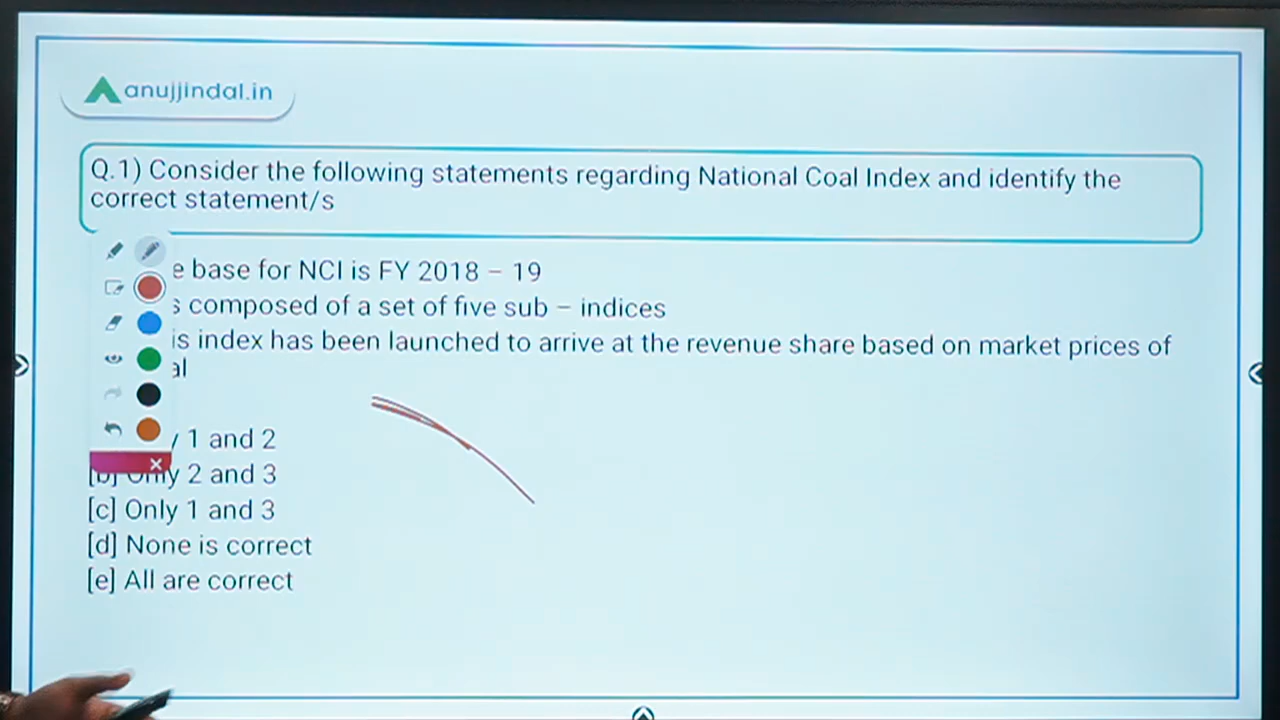 anujjindal.in
Q.1) Consider the following statements regarding National Coal Index and identify the
correct statement/s
e base for NCI is FY 2018 – 19
s composed of a set of five sub – indices
is index has been launched to arrive at the revenue share based on market prices of
al
y 1 and 2
[b] Only 2 and 3
[c] Only 1 and 3
[d] None is correct
[e] All are correct